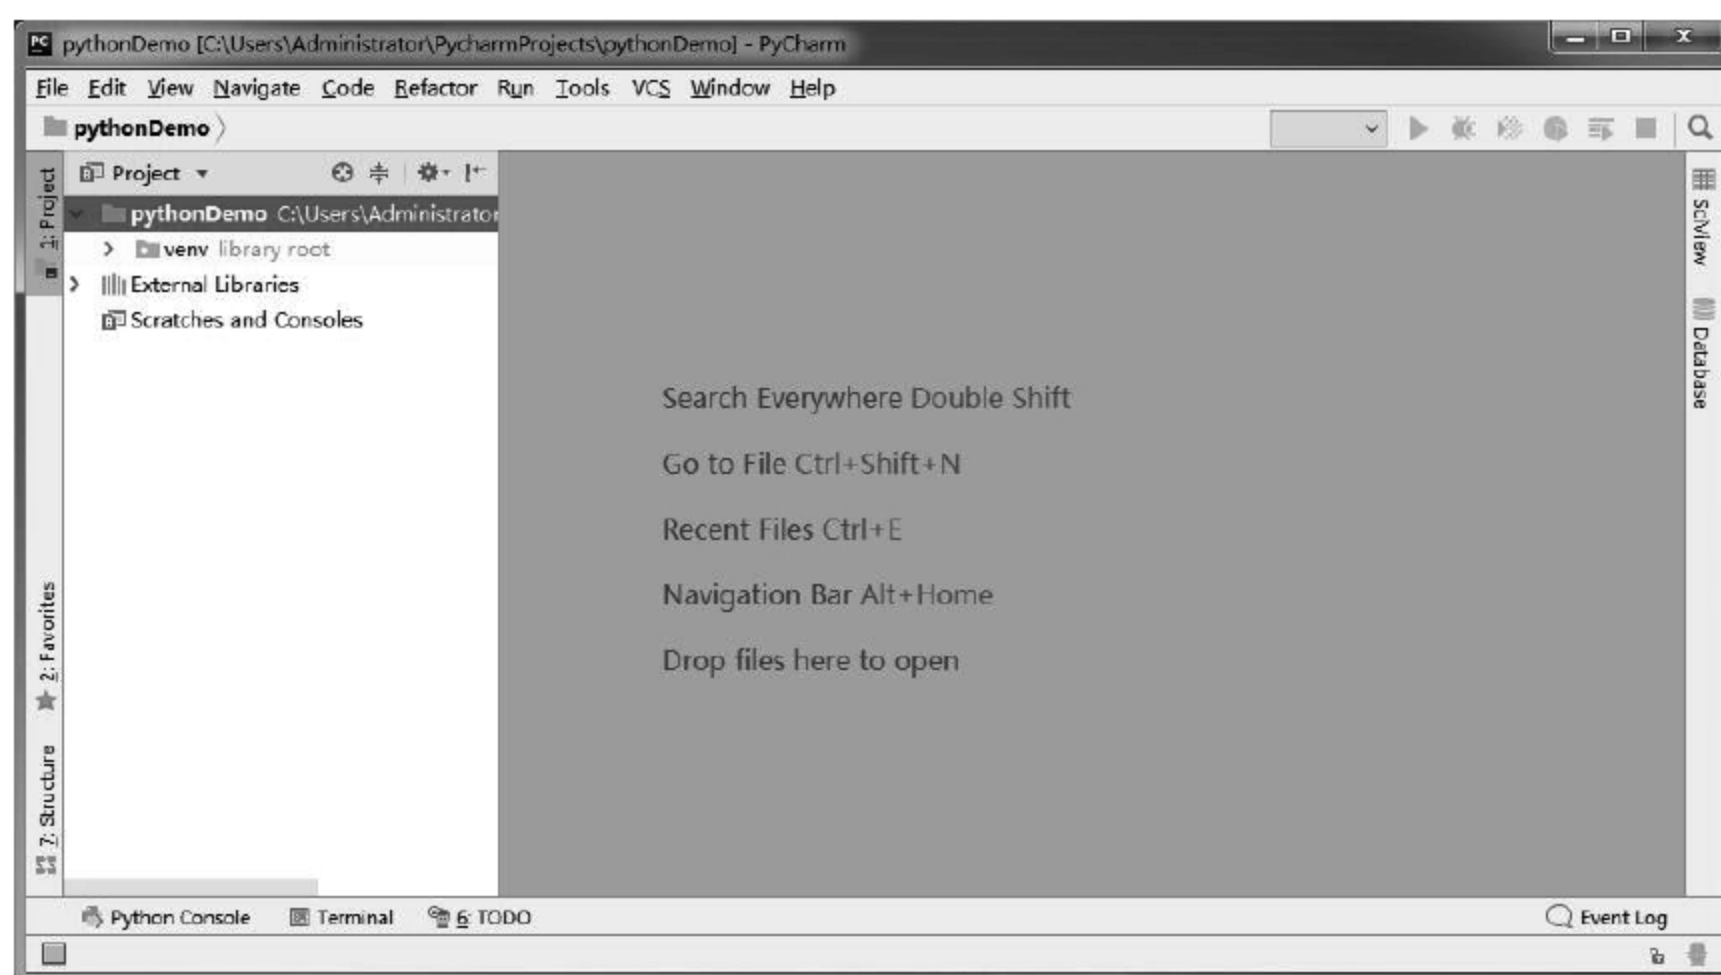 PC pythonDemo [C:\Users\Administrator\PycharmProjects\pythonDemo] - PyCharm
File Edit View Navigate Code Refactor Run Tools VCS Window Help
pythonDemo
1: Project
Project
pythonDemo C:\Users\Administrator
venv library root
External Libraries
Scratches and Consoles
2: Favorites
7: Structure
Search Everywhere Double Shift
Go to File Ctrl+Shift+N
Recent Files Ctrl+E
Navigation Bar Alt+Home
Drop files here to open
SciView
Database
Python Console Terminal 6: TODO Event Log